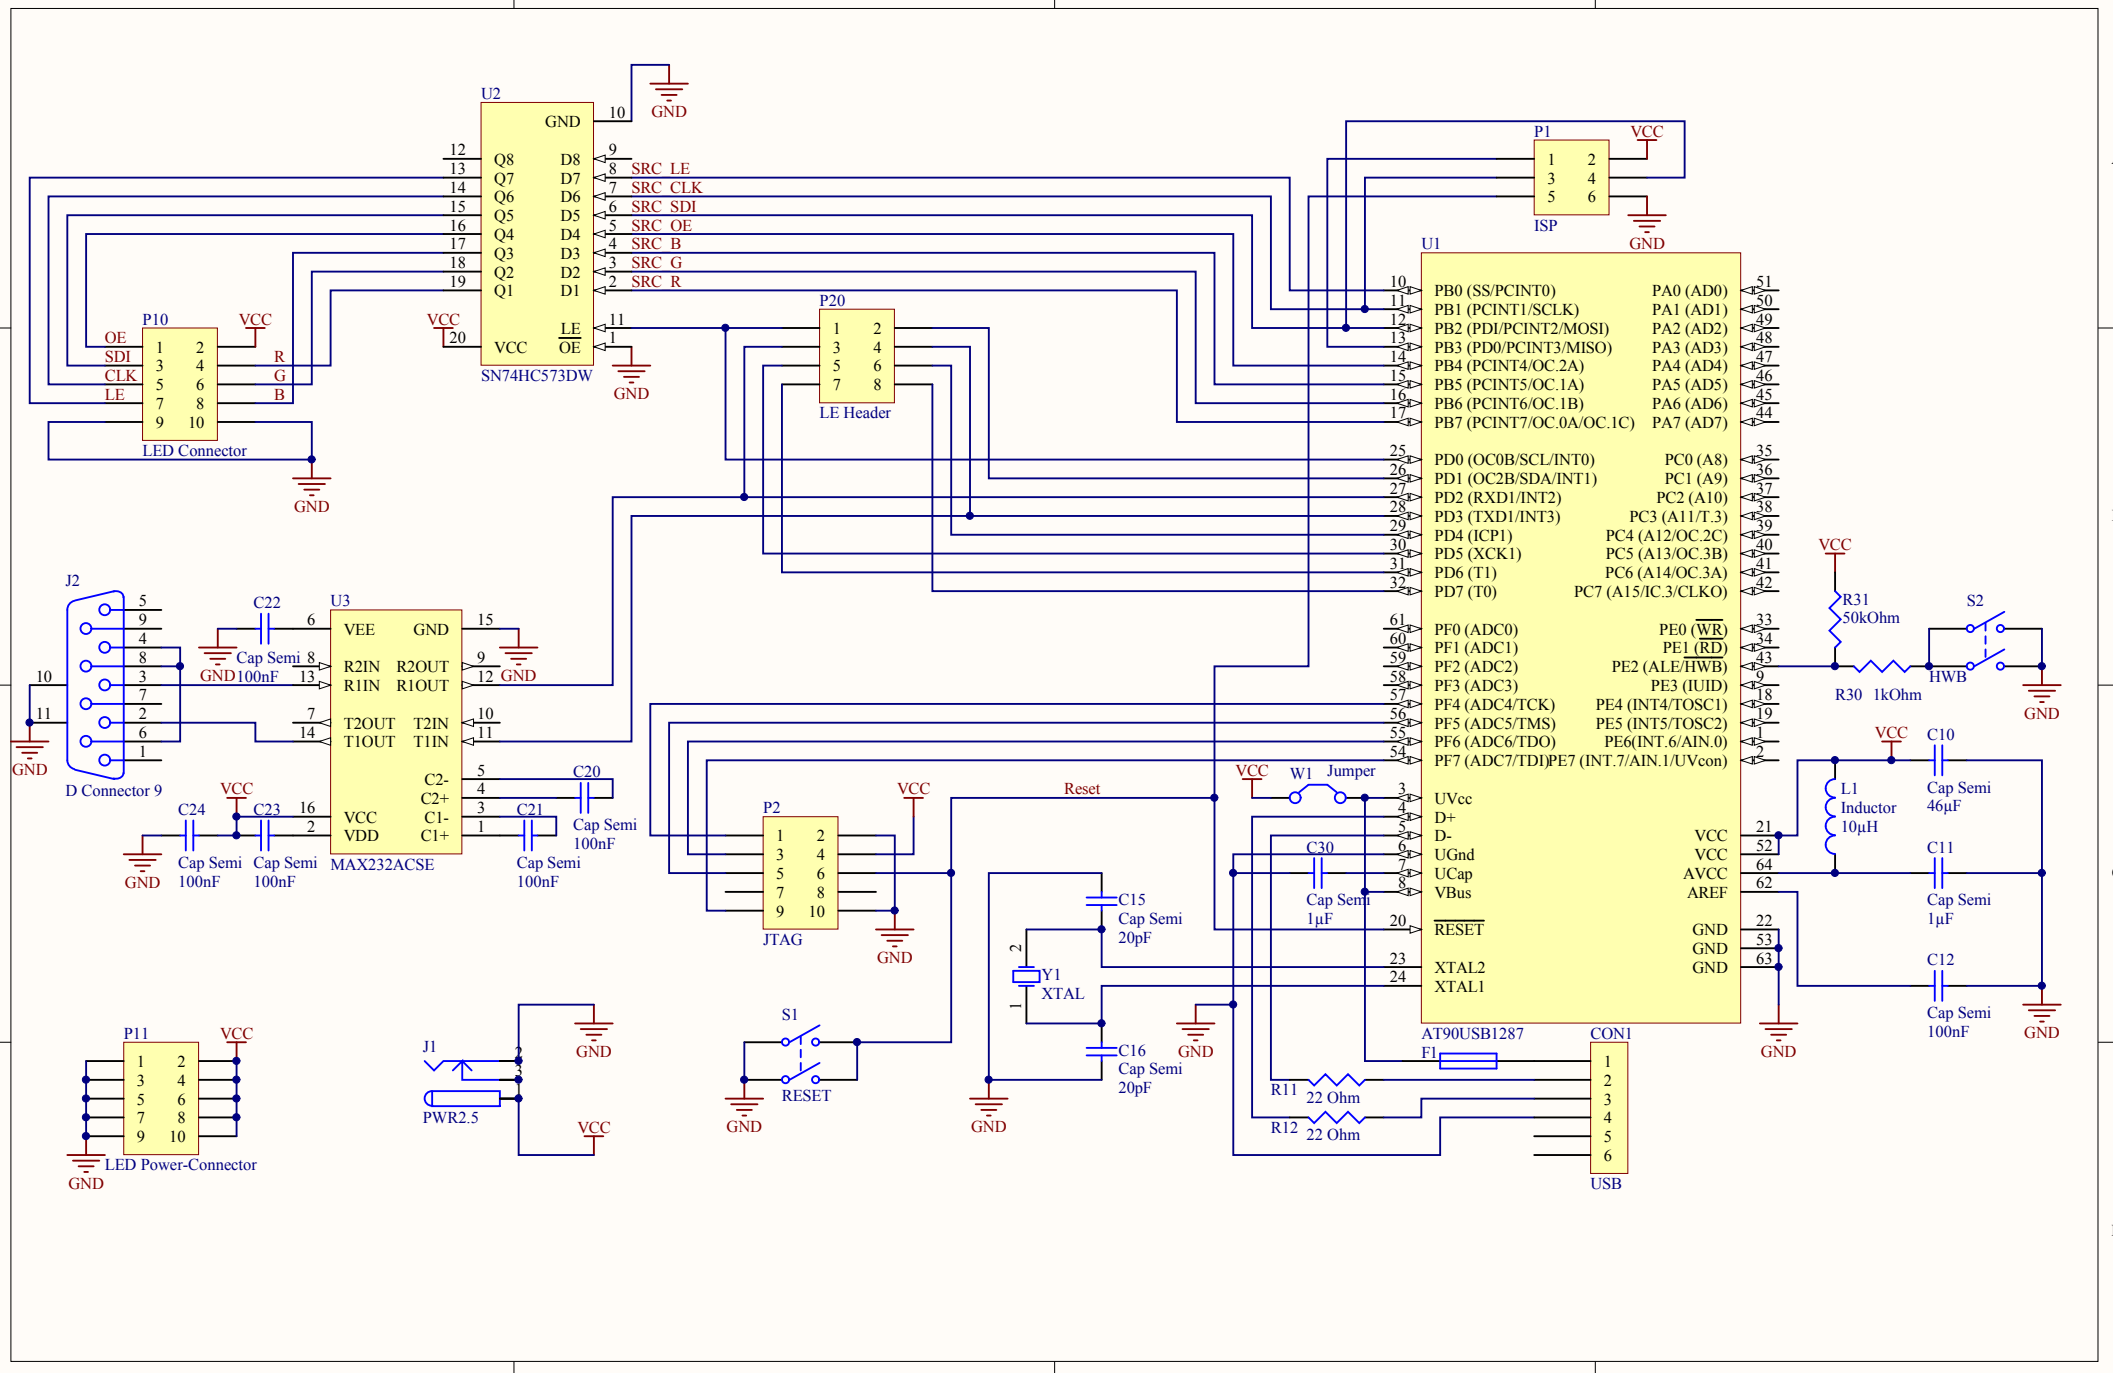 U2
GND 10
GND
12 Q8 D8 9
13 Q7 D7 8 SRC_LE
14 Q6 D6 7 SRC_CLK
15 Q5 D5 6 SRC_SDI
16 Q4 D4 5 SRC_OE
17 Q3 D3 4 SRC_B
18 Q2 D2 3 SRC_G
19 Q1 D1 2 SRC_R
LE 11
VCC 20 VCC OE 1
SN74HC573DW
GND
P1
VCC
1 2
3 4
5 6
ISP
GND
P10
VCC
OE 1 2
SDI 3 4 R
CLK 5 6 G
LE 7 8 B
9 10
LED Connector
GND
P20
1 2
3 4
5 6
7 8
LE Header
U1
10 PB0 (SS/PCINT0) PA0 (AD0) 51
11 PB1 (PCINT1/SCLK) PA1 (AD1) 50
12 PB2 (PDI/PCINT2/MOSI) PA2 (AD2) 49
13 PB3 (PD0/PCINT3/MISO) PA3 (AD3) 48
14 PB4 (PCINT4/OC.2A) PA4 (AD4) 47
15 PB5 (PCINT5/OC.1A) PA5 (AD5) 46
16 PB6 (PCINT6/OC.1B) PA6 (AD6) 45
17 PB7 (PCINT7/OC.0A/OC.1C) PA7 (AD7) 44
25 PD0 (OC0B/SCL/INT0) PC0 (A8) 35
26 PD1 (OC2B/SDA/INT1) PC1 (A9) 36
27 PD2 (RXD1/INT2) PC2 (A10) 37
28 PD3 (TXD1/INT3) PC3 (A11/T.3) 38
29 PD4 (ICP1) PC4 (A12/OC.2C) 39
30 PD5 (XCK1) PC5 (A13/OC.3B) 40
31 PD6 (T1) PC6 (A14/OC.3A) 41
32 PD7 (T0) PC7 (A15/IC.3/CLKO) 42
61 PF0 (ADC0) PE0 (WR) 33
60 PF1 (ADC1) PE1 (RD) 34
59 PF2 (ADC2) PE2 (ALE/HWB) 43
58 PF3 (ADC3) PE3 (IUID) 9
57 PF4 (ADC4/TCK) PE4 (INT4/TOSC1) 18
56 PF5 (ADC5/TMS) PE5 (INT5/TOSC2) 19
55 PF6 (ADC6/TDO) PE6(INT.6/AIN.0) 1
54 PF7 (ADC7/TDI)PE7 (INT.7/AIN.1/UVcon) 2
3 UVcc
4 D+
5 D- VCC 21
6 UGnd VCC 52
7 UCap AVCC 64
8 VBus AREF 62
20 RESET GND 22
GND 53
23 XTAL2 GND 63
24 XTAL1
AT90USB1287
VCC
R31
50kOhm
S2
HWB
R30 1kOhm
GND
VCC
C10
Cap Semi
46µF
L1
Inductor
10µH
C11
Cap Semi
1µF
C12
Cap Semi
100nF
GND
GND
J2
5
9
4
8
10 3
7
11 2
6
1
GND
D Connector 9
C22
Cap Semi
100nF
GND
GND
U3
6 VEE GND 15
8 R2IN R2OUT 9
13 R1IN R1OUT 12
7 T2OUT T2IN 10
14 T1OUT T1IN 11
C2- 5
C2+ 4
16 VCC C1- 3
2 VDD C1+ 1
MAX232ACSE
GND
C20
Cap Semi
100nF
C21
Cap Semi
100nF
VCC
C24
Cap Semi
100nF
C23
Cap Semi
100nF
GND
P2
VCC
1 2
3 4
5 6
7 8
9 10
JTAG
GND
Reset
VCC
W1 Jumper
C30
Cap Semi
1µF
C15
Cap Semi
20pF
2
Y1
XTAL
1
C16
Cap Semi
20pF
GND
GND
S1
RESET
GND
P11
VCC
1 2
3 4
5 6
7 8
9 10
LED Power-Connector
GND
J1
2
3
PWR2.5
GND
VCC
F1
CON1
1
2
3
4
5
6
USB
R11
22 Ohm
R12
22 Ohm